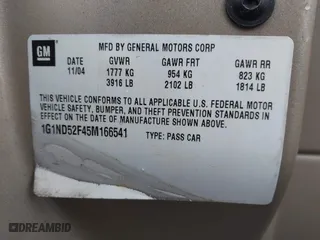 GM
MFD BY GENERAL MOTORS CORP
DATE GVWR GAWR FRT GAWR RR
11/04 1777 KG 954 KG 823 KG
3916 LB 2102 LB 1814 LB
THIS VEHICLE CONFORMS TO ALL APPLICABLE U.S. FEDERAL MOTOR
VEHICLE SAFETY, BUMPER, AND THEFT PREVENTION STANDARDS IN
EFFECT ON THE DATE OF MANUFACTURE SHOWN ABOVE.
1G1ND52F45M166541 TYPE: PASS CAR
© DREAMBID
DREAMBID.COM